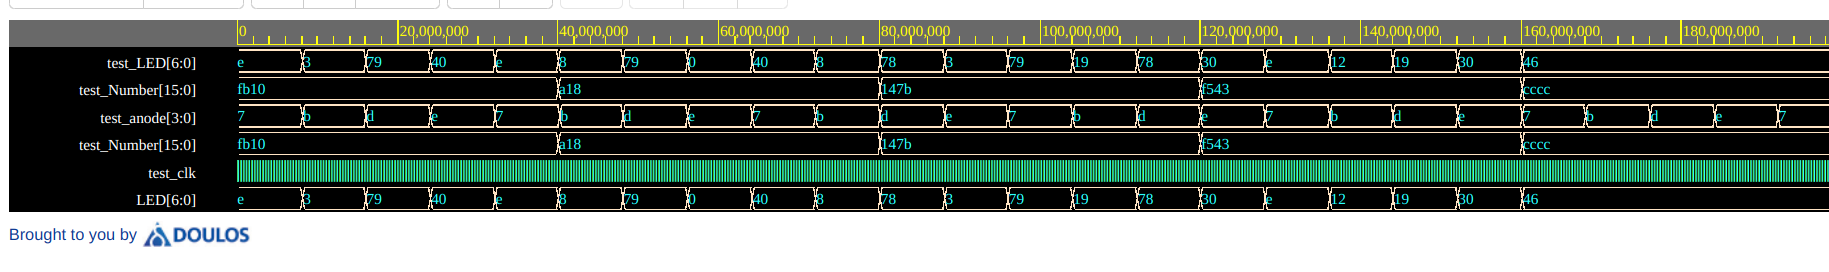 0 20,000,000 40,000,000 60,000,000 80,000,000 100,000,000 120,000,000 140,000,000 160,000,000 180,000,000
test_LED[6:0] e 3 79 40 e 8 79 0 40 8 78 3 79 19 78 30 e 12 19 30 46
test_Number[15:0] fb10 a18 147b f543 cccc
test_anode[3:0] 7 b d e 7 b d e 7 b d e 7 b d e 7 b d e 7 b d e 7
test_Number[15:0] fb10 a18 147b f543 cccc
test_clk
LED[6:0] e 3 79 40 e 8 79 0 40 8 78 3 79 19 78 30 e 12 19 30 46
Brought to you by DOULOS